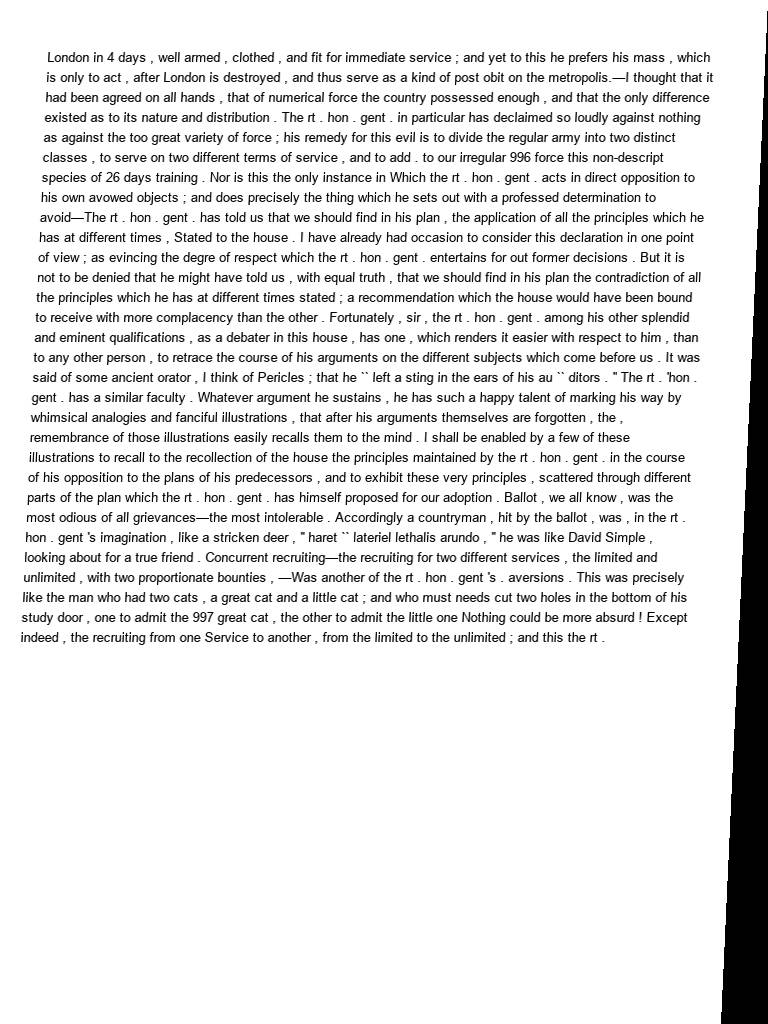 London in 4 days , well armed , clothed , and fit for immediate service ; and yet to this he prefers his mass , which
is only to act , after London is destroyed , and thus serve as a kind of post obit on the metropolis.—I thought that it
had been agreed on all hands , that of numerical force the country possessed enough , and that the only difference
existed as to its nature and distribution . The rt . hon . gent . in particular has declaimed so loudly against nothing
as against the too great variety of force ; his remedy for this evil is to divide the regular army into two distinct
classes , to serve on two different terms of service , and to add . to our irregular 996 force this non-descript
species of 26 days training . Nor is this the only instance in Which the rt . hon . gent . acts in direct opposition to
his own avowed objects ; and does precisely the thing which he sets out with a professed determination to
avoid—The rt . hon . gent . has told us that we should find in his plan , the application of all the principles which he
has at different times , Stated to the house . I have already had occasion to consider this declaration in one point
of view ; as evincing the degre of respect which the rt . hon . gent . entertains for out former decisions . But it is
not to be denied that he might have told us , with equal truth , that we should find in his plan the contradiction of all
the principles which he has at different times stated ; a recommendation which the house would have been bound
to receive with more complacency than the other . Fortunately , sir , the rt . hon . gent . among his other splendid
and eminent qualifications , as a debater in this house , has one , which renders it easier with respect to him , than
to any other person , to retrace the course of his arguments on the different subjects which come before us . It was
said of some ancient orator , I think of Pericles ; that he `` left a sting in the ears of his au `` ditors . " The rt . 'hon .
gent . has a similar faculty . Whatever argument he sustains , he has such a happy talent of marking his way by
whimsical analogies and fanciful illustrations , that after his arguments themselves are forgotten , the ,
remembrance of those illustrations easily recalls them to the mind . I shall be enabled by a few of these
illustrations to recall to the recollection of the house the principles maintained by the rt . hon . gent . in the course
of his opposition to the plans of his predecessors , and to exhibit these very principles , scattered through different
parts of the plan which the rt . hon . gent . has himself proposed for our adoption . Ballot , we all know , was the
most odious of all grievances—the most intolerable . Accordingly a countryman , hit by the ballot , was , in the rt .
hon . gent 's imagination , like a stricken deer , " haret `` lateriel lethalis arundo , " he was like David Simple ,
looking about for a true friend . Concurrent recruiting—the recruiting for two different services , the limited and
unlimited , with two proportionate bounties , —Was another of the rt . hon . gent 's . aversions . This was precisely
like the man who had two cats , a great cat and a little cat ; and who must needs cut two holes in the bottom of his
study door , one to admit the 997 great cat , the other to admit the little one Nothing could be more absurd ! Except
indeed , the recruiting from one Service to another , from the limited to the unlimited ; and this the rt .